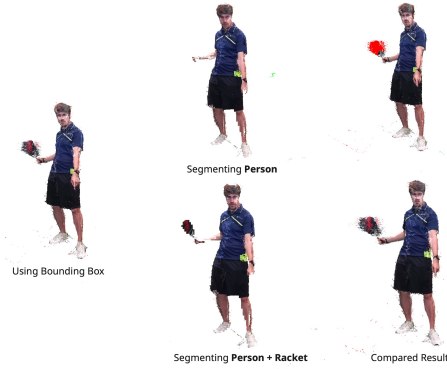 Segmenting Person
Using Bounding Box
Segmenting Person + Racket
Compared Result